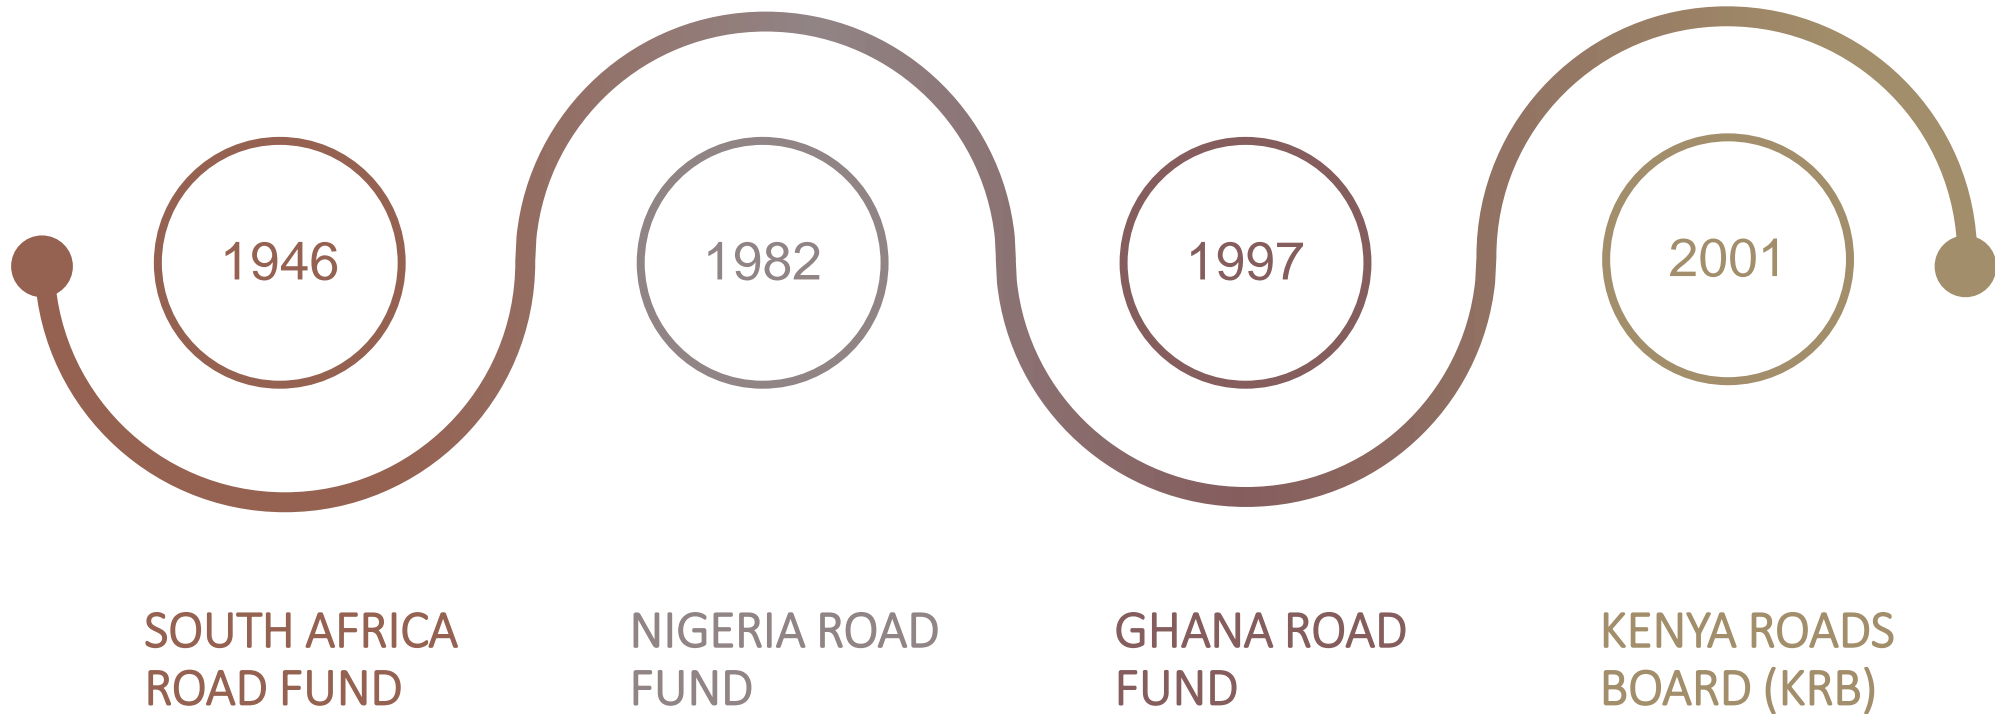 1946
1982
1997
2001
SOUTH AFRICA
ROAD FUND
NIGERIA ROAD
FUND
GHANA ROAD
FUND
KENYA ROADS
BOARD (KRB)